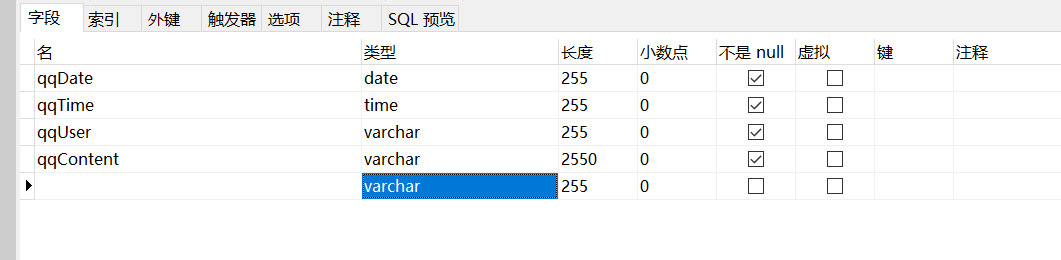 字段 索引 外键 触发器 选项 注释 SQL 预览
名 类型 长度 小数点 不是 null 虚拟 键 注释
qqDate date 255 0
qqTime time 255 0
qqUser varchar 255 0
qqContent varchar 2550 0
varchar 255 0